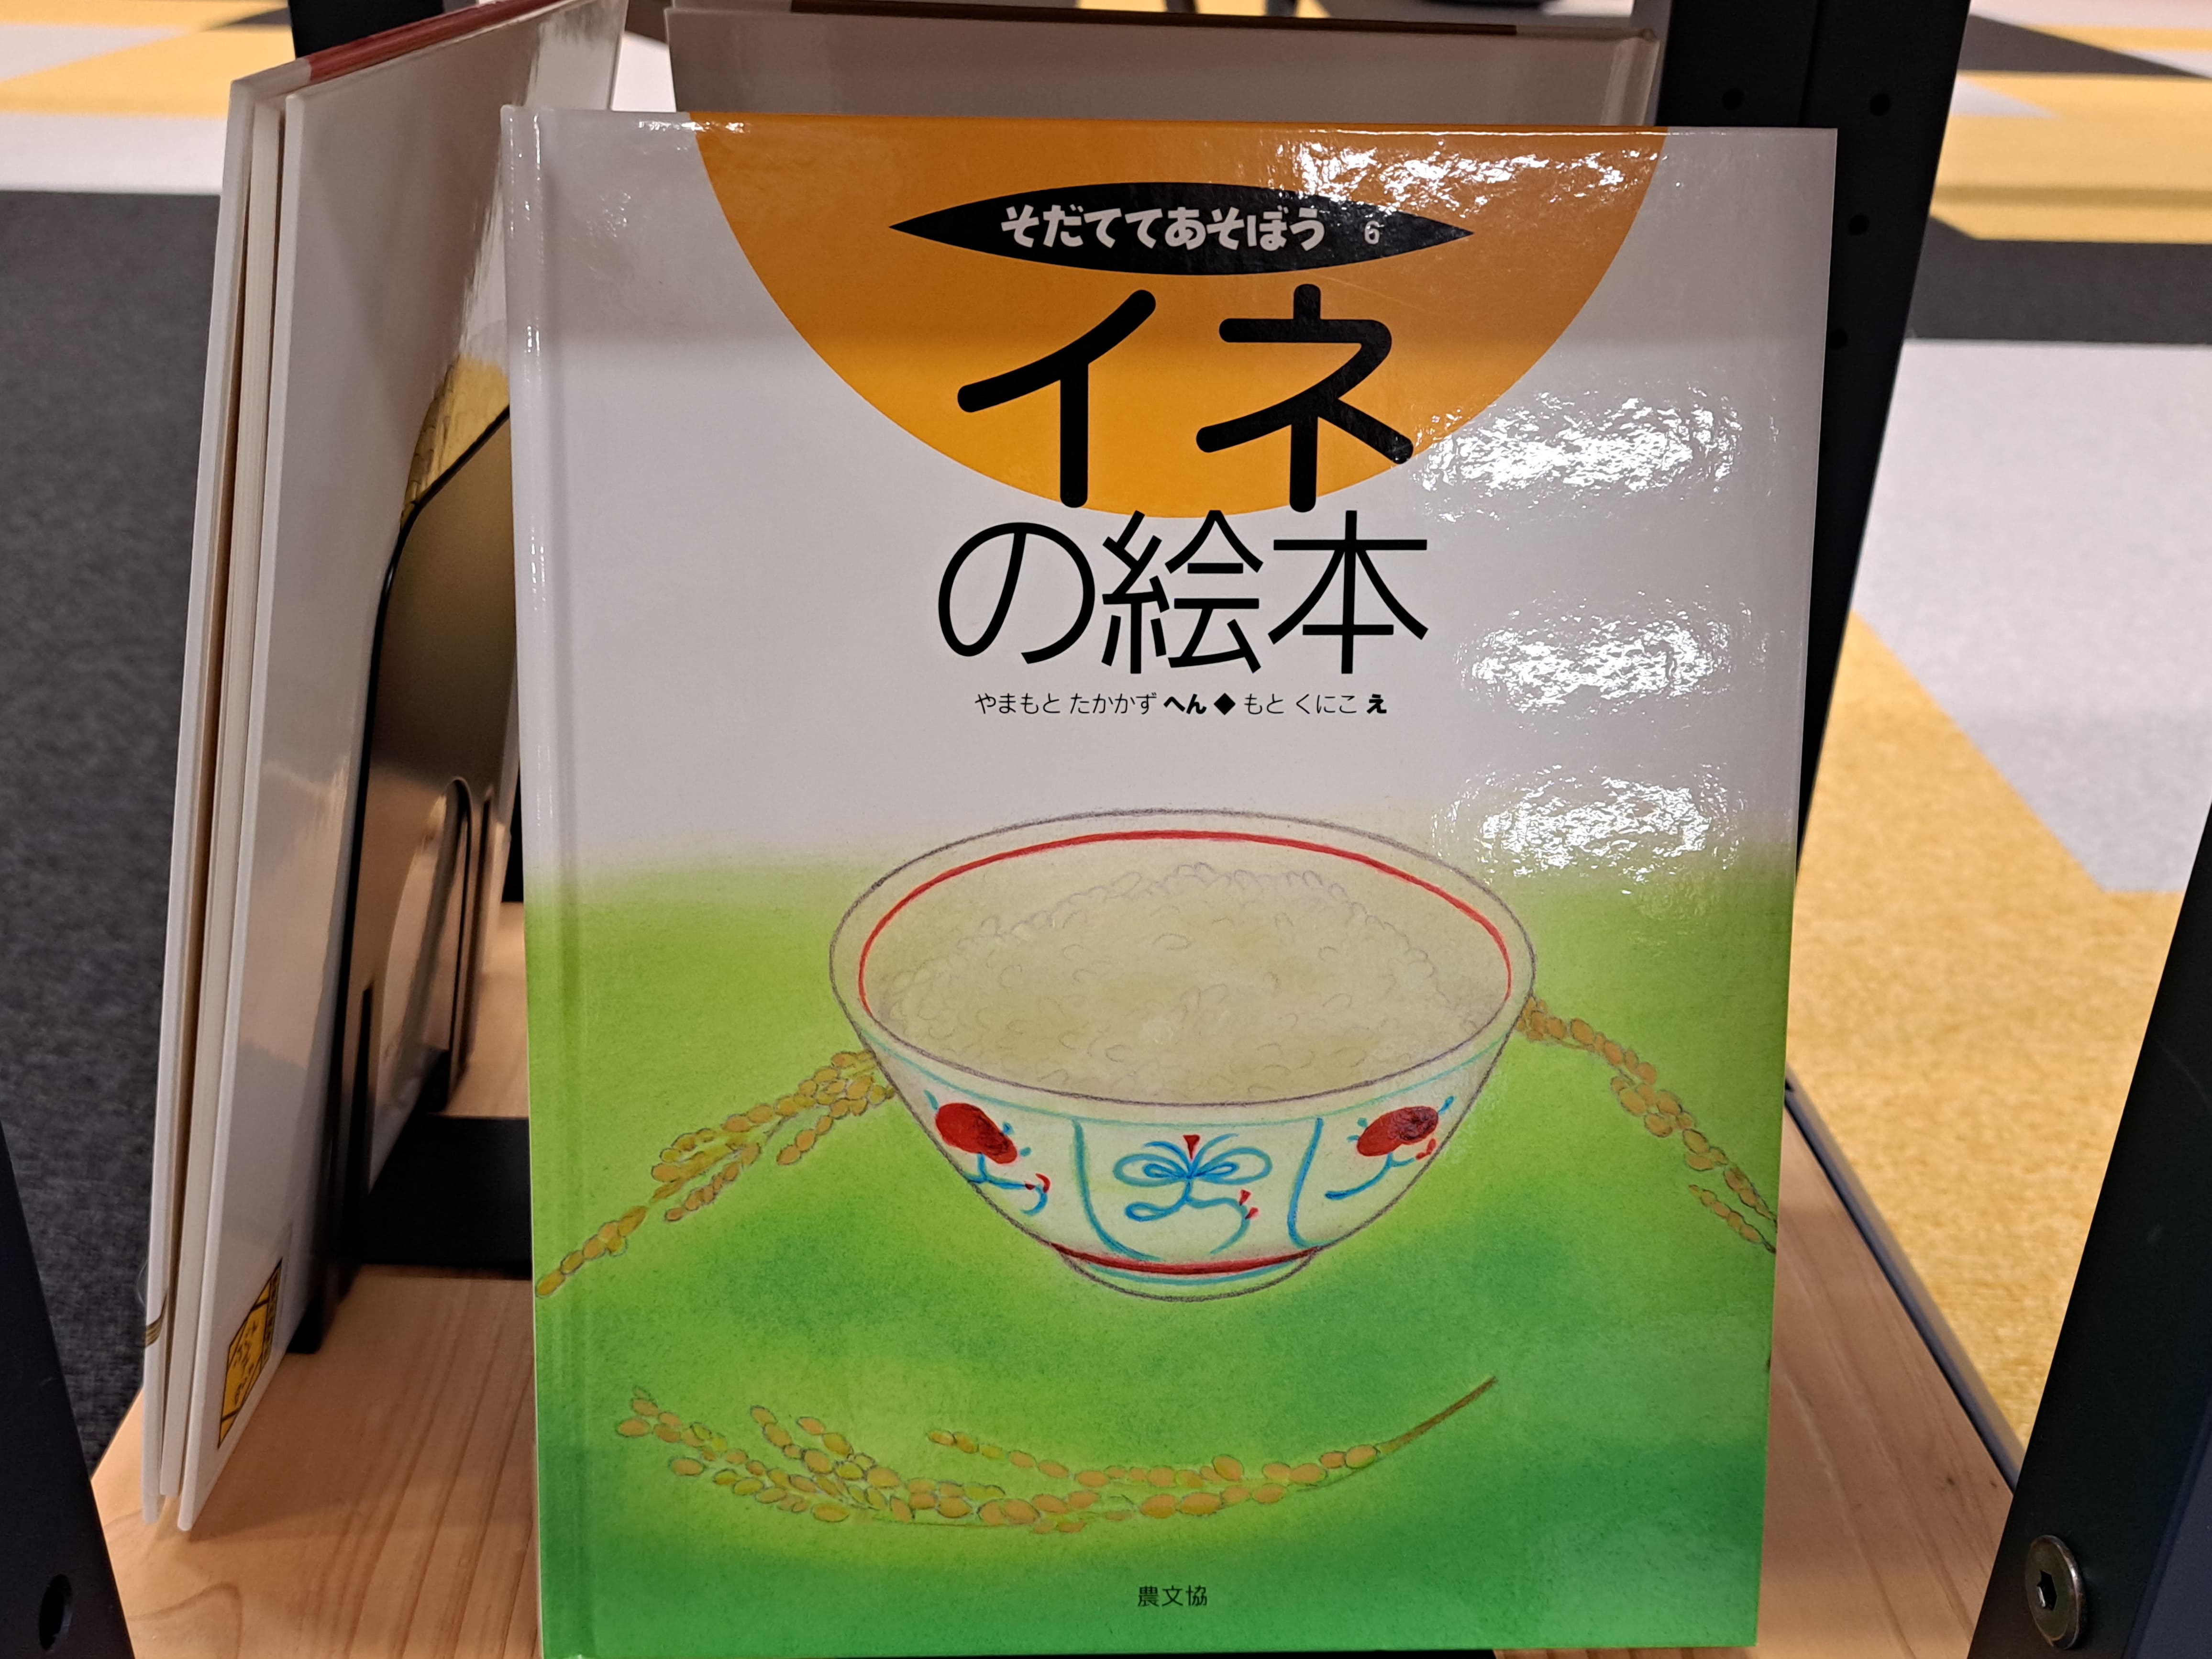 そだててあそぼう 6
イネ
の絵本
やまもと たかかず へん◆もと くにこ え
農文協